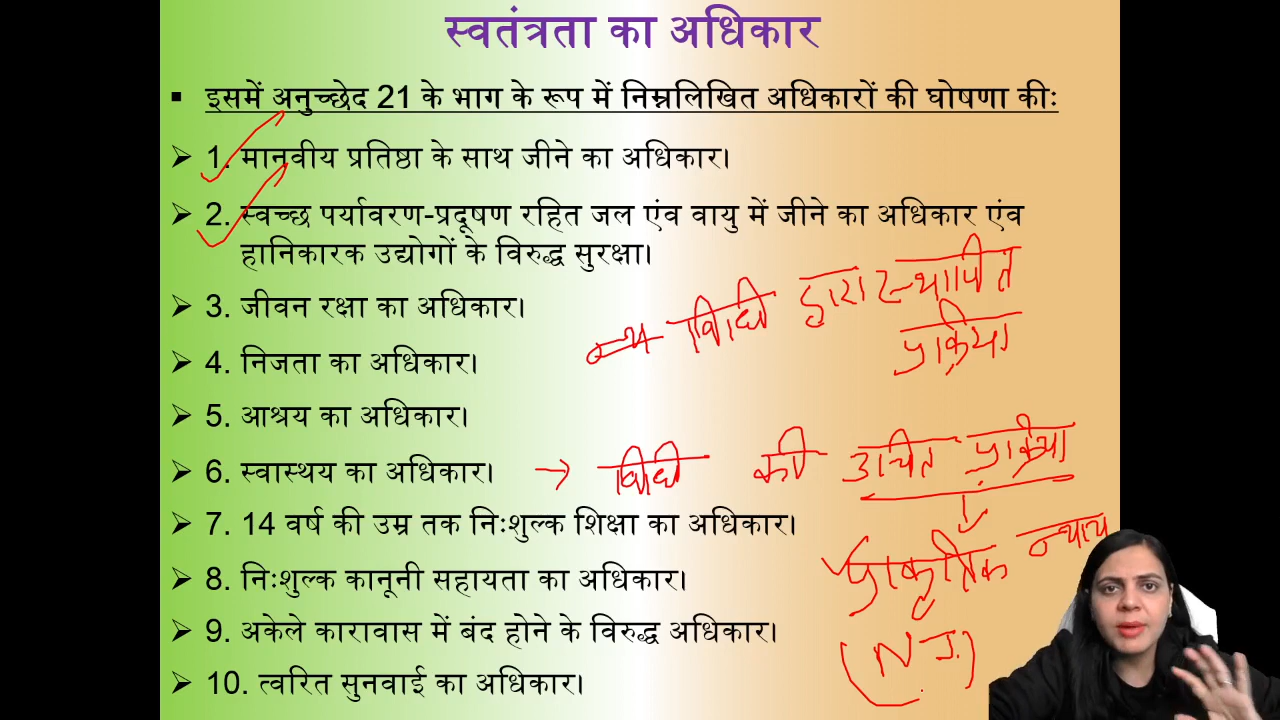 स्वतंत्रता का अधिकार
▪ इसमें अनुच्छेद 21 के भाग के रूप में निम्नलिखित अधिकारों की घोषणा कीः
➢ 1. मानवीय प्रतिष्ठा के साथ जीने का अधिकार।
➢ 2. स्वच्छ पर्यावरण-प्रदूषण रहित जल एंव वायु में जीने का अधिकार एंव
हानिकारक उद्योगों के विरुद्ध सुरक्षा।
➢ 3. जीवन रक्षा का अधिकार।
➢ 4. निजता का अधिकार।
➢ 5. आश्रय का अधिकार।
➢ 6. स्वास्थय का अधिकार।
➢ 7. 14 वर्ष की उम्र तक निःशुल्क शिक्षा का अधिकार।
➢ 8. निःशुल्क कानूनी सहायता का अधिकार।
➢ 9. अकेले कारावास में बंद होने के विरुद्ध अधिकार।
➢ 10. त्वरित सुनवाई का अधिकार।
विधि द्वारा स्थापित
प्रक्रिया
→ विधि की उचित प्रक्रिया
प्राकृतिक न्याय
(N.J.)